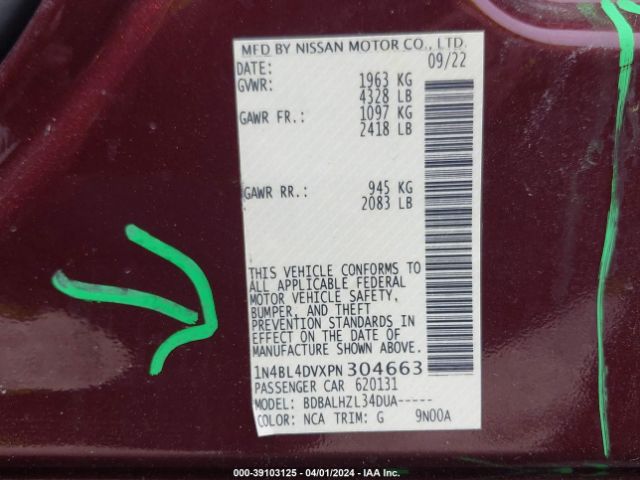 MFD BY NISSAN MOTOR CO., LTD.
DATE: 09/22
GVWR: 1963 KG
4328 LB
GAWR FR.: 1097 KG
2418 LB
GAWR RR.: 945 KG
2083 LB
THIS VEHICLE CONFORMS TO
ALL APPLICABLE FEDERAL
MOTOR VEHICLE SAFETY,
BUMPER, AND THEFT
PREVENTION STANDARDS IN
EFFECT ON THE DATE OF
MANUFACTURE SHOWN ABOVE.
1N4BL4DVXPN304663
PASSENGER CAR 620131
MODEL: BDBALHZL34DUA-----
COLOR: NCA TRIM: G 9N00A
000-39103125 - 04/01/2024 - IAA Inc.